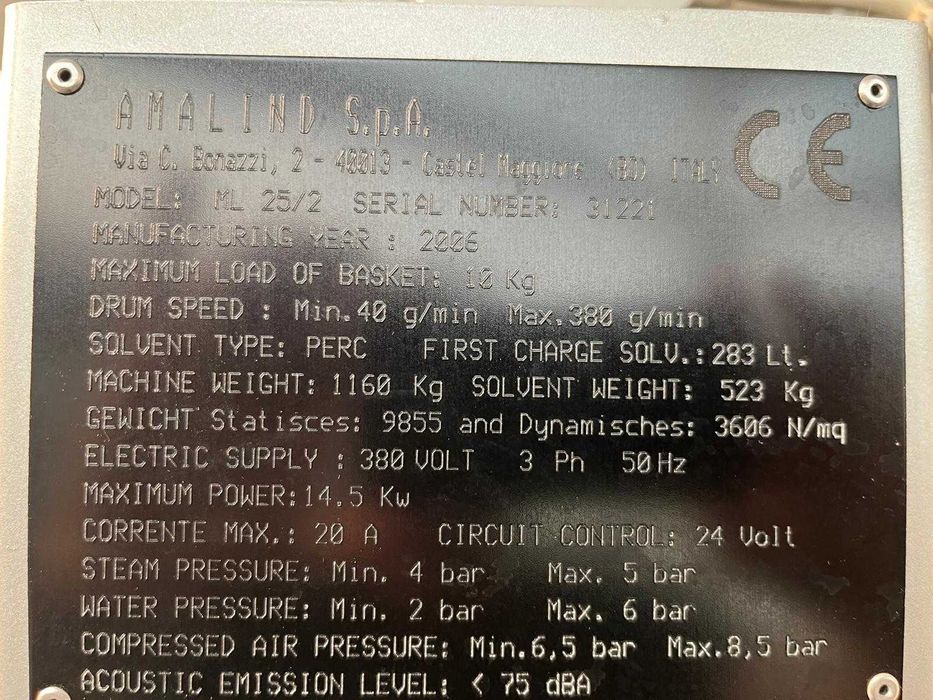 AMALIND S.p.A.
CE
Via C. Bonazzi, 2 - 40013 - Castel Maggiore (BO) ITALY
MODEL: ML 25/2 SERIAL NUMBER: 31221
MANUFACTURING YEAR : 2006
MAXIMUM LOAD OF BASKET: 10 Kg
DRUM SPEED : Min.40 g/min Max.380 g/min
SOLVENT TYPE: PERC FIRST CHARGE SOLV.:283 Lt.
MACHINE WEIGHT: 1160 Kg SOLVENT WEIGHT: 523 Kg
GEWICHT Statisces: 9855 and Dynamisches: 3606 N/mq
ELECTRIC SUPPLY : 380 VOLT 3 Ph 50 Hz
MAXIMUM POWER:14.5 Kw
CORRENTE MAX.: 20 A CIRCUIT CONTROL: 24 Volt
STEAM PRESSURE: Min. 4 bar Max. 5 bar
WATER PRESSURE: Min. 2 bar Max. 6 bar
COMPRESSED AIR PRESSURE: Min.6,5 bar Max.8,5 bar
ACOUSTIC EMISSION LEVEL: < 75 dBA